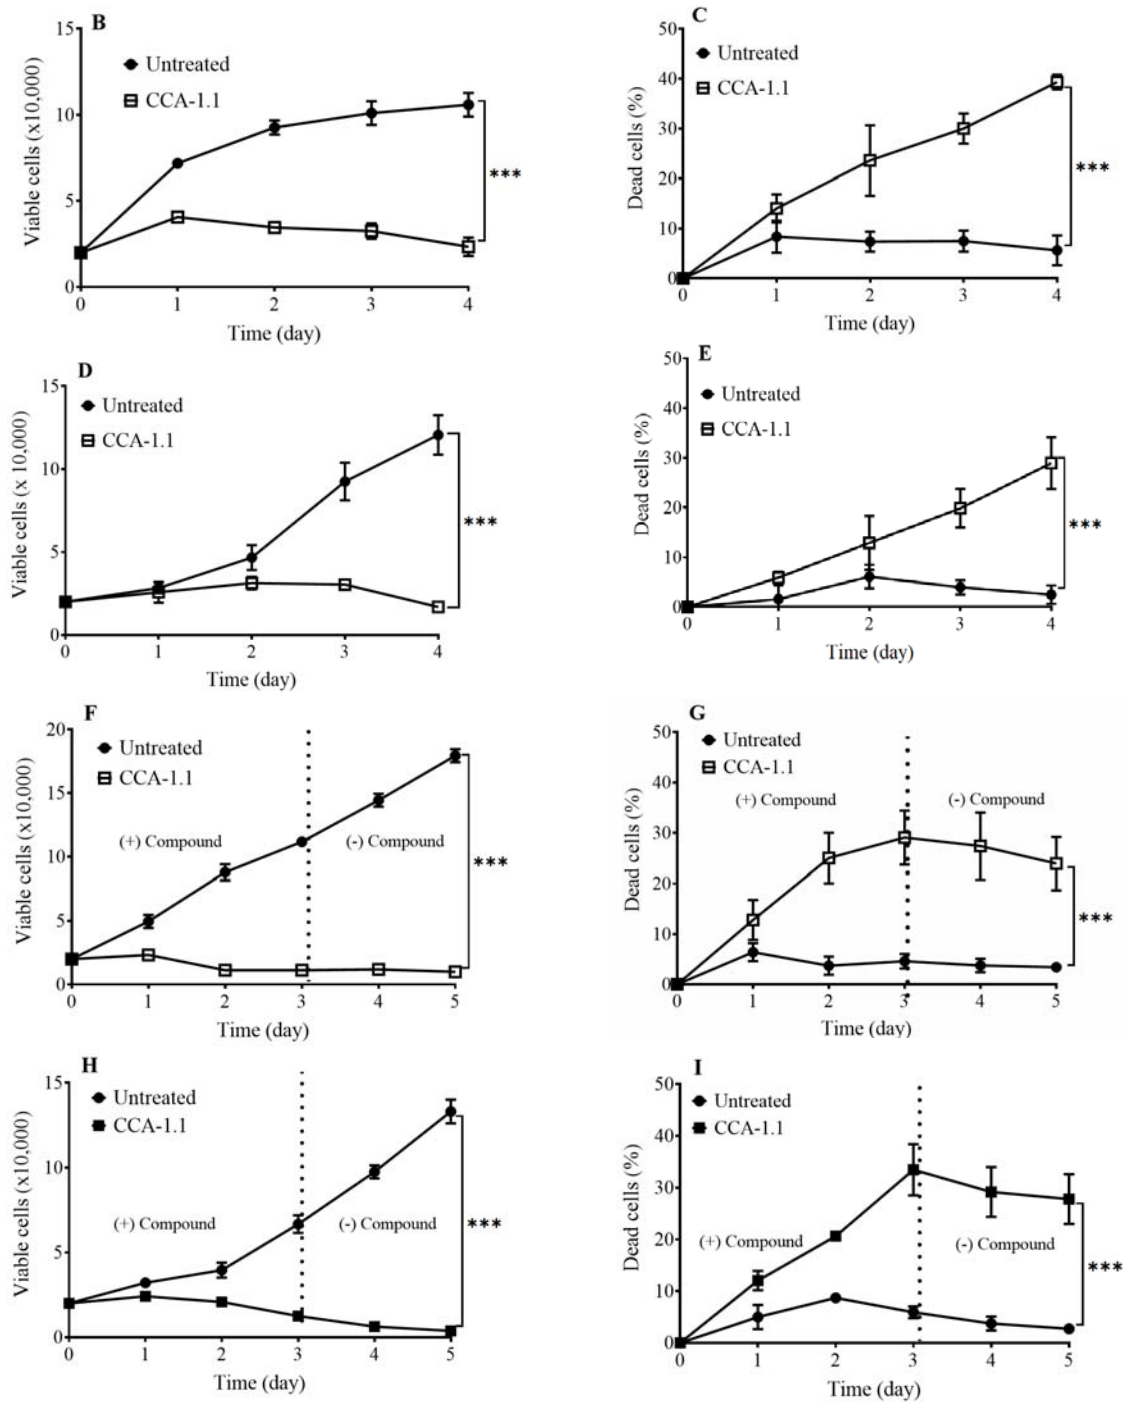 B
Viable cells (x10,000)
15
10
5
0
Untreated
CCA-1.1
***
0 1 2 3 4
Time (day)
C
Dead cells (%)
50
40
30
20
10
0
Untreated
CCA-1.1
***
0 1 2 3 4
Time (day)
D
Viable cells (x 10,000)
15
10
5
0
Untreated
CCA-1.1
***
0 1 2 3 4
Time (day)
E
Dead cells (%)
50
40
30
20
10
0
Untreated
CCA-1.1
***
0 1 2 3 4
Time (day)
F
Viable cells (x10,000)
20
15
10
5
0
Untreated
CCA-1.1
(+) Compound (-) Compound
***
0 1 2 3 4 5
Time (day)
G
Dead cells (%)
50
40
30
20
10
0
Untreated
CCA-1.1
(+) Compound (-) Compound
***
0 1 2 3 4 5
Time (day)
H
Viable cells (x10,000)
15
10
5
0
Untreated
CCA-1.1
(+) Compound (-) Compound
***
0 1 2 3 4 5
Time (day)
I
Dead cells (%)
50
40
30
20
10
0
Untreated
CCA-1.1
(+) Compound (-) Compound
***
0 1 2 3 4 5
Time (day)